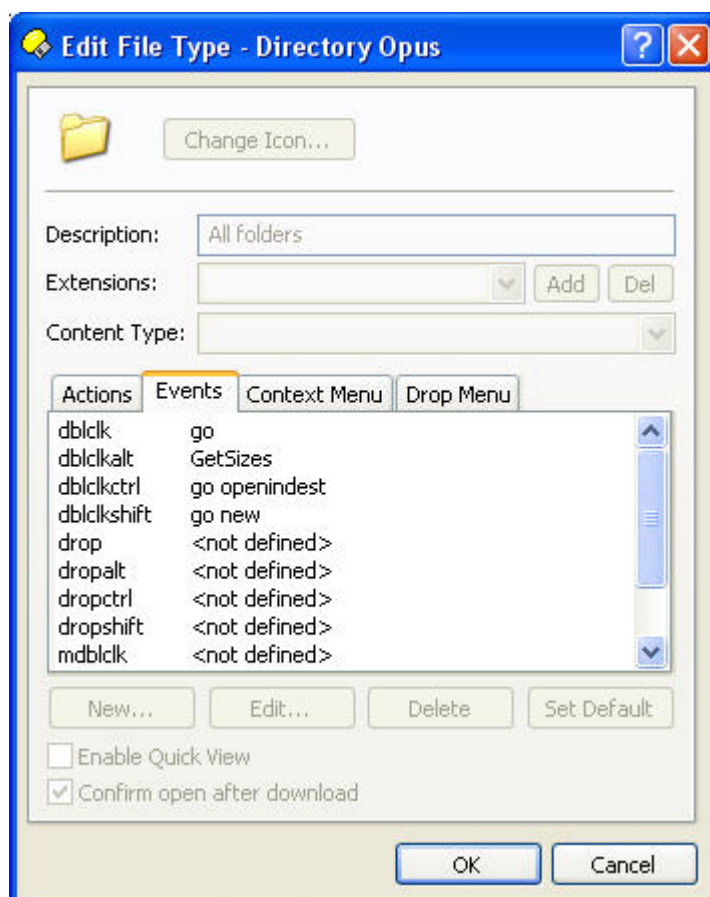 Edit File Type - Directory Opus
Change Icon...
Description: All folders
Extensions: Add Del
Content Type:
Actions Events Context Menu Drop Menu
dblclk go
dblclkalt GetSizes
dblclkctrl go openindest
dblclkshift go new
drop <not defined>
dropalt <not defined>
dropctrl <not defined>
dropshift <not defined>
mdblclk <not defined>
New... Edit... Delete Set Default
Enable Quick View
Confirm open after download
OK Cancel